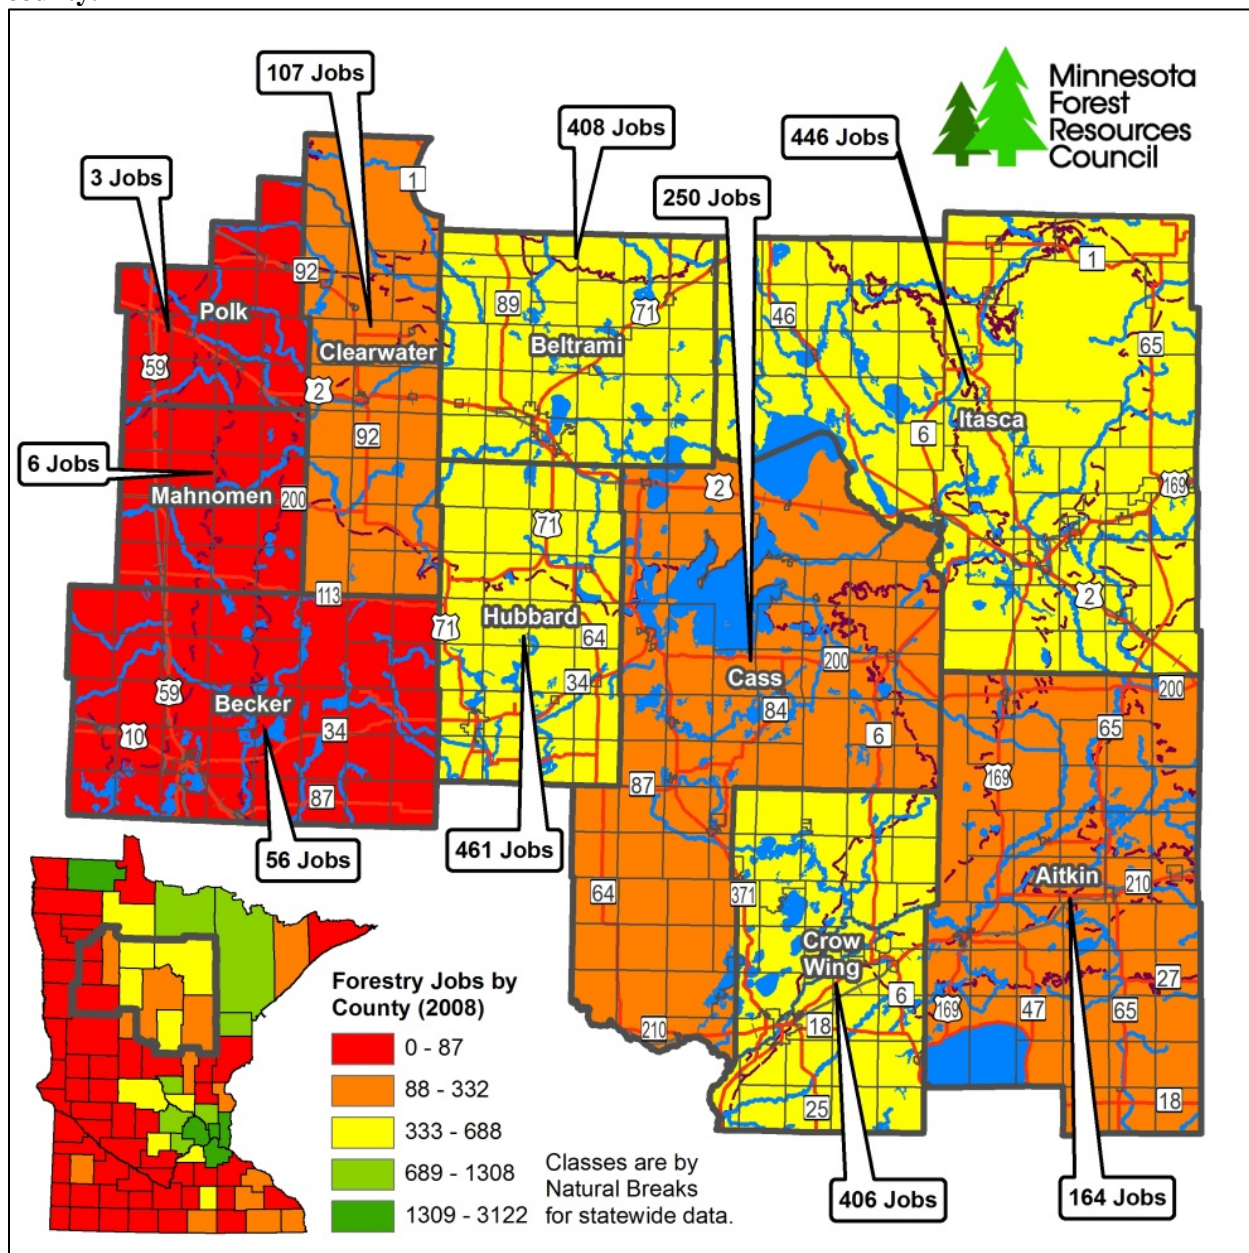 Minnesota
Forest
Resources
Council
107 Jobs
408 Jobs
446 Jobs
3 Jobs
250 Jobs
1
92
89
71
46
1
65
Polk
Clearwater
Beltrami
59
2
92
6
Itasca
6 Jobs
Mahnomen
200
71
2
169
113
Hubbard
71
64
2
34
Cass
200
84
200
59
Becker
10
34
87
6
65
169
87
56 Jobs
461 Jobs
64
371
Aitkin
210
Crow
Wing
6
169
47
65
27
210
18
25
18
Forestry Jobs by
County (2008)
0 - 87
88 - 332
333 - 688
689 - 1308
1309 - 3122
Classes are by
Natural Breaks
for statewide data.
406 Jobs
164 Jobs